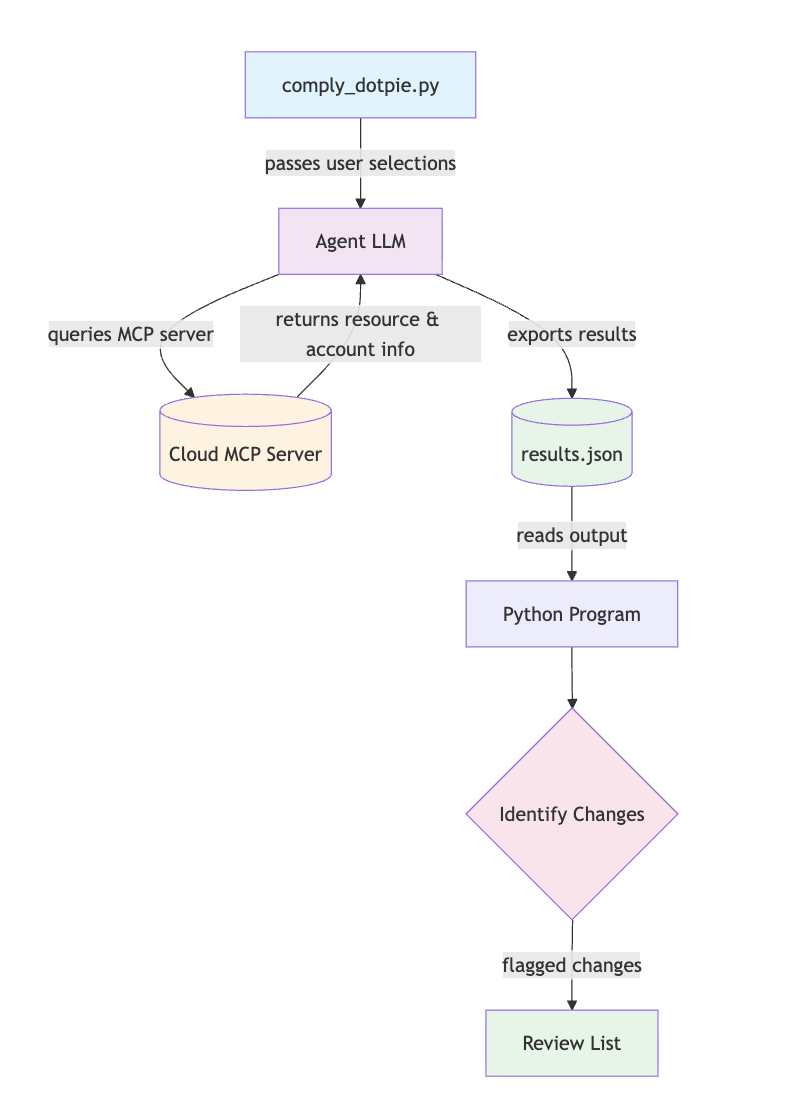 comply_dotpie.py
passes user selections
Agent LLM
queries MCP server
returns resource &
account info
exports results
Cloud MCP Server
results.json
reads output
Python Program
Identify Changes
flagged changes
Review List